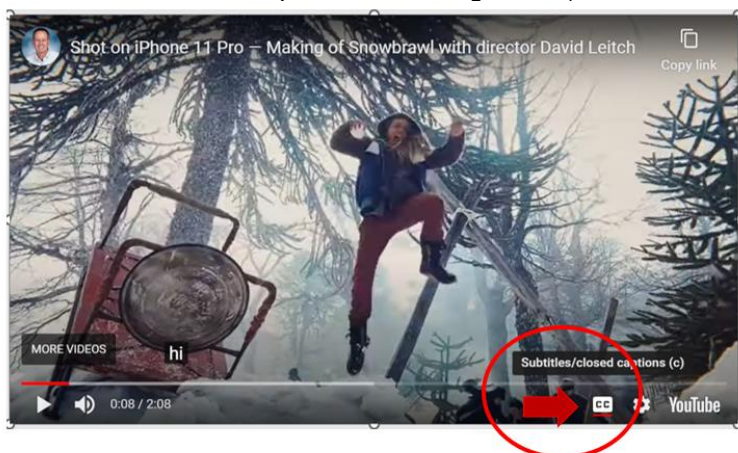 Shot on iPhone 11 Pro — Making of Snowbrawl with director David Leitch
Copy link
MORE VIDEOS
hi
Subtitles/closed captions (c)
0:08 / 2:08
CC
YouTube